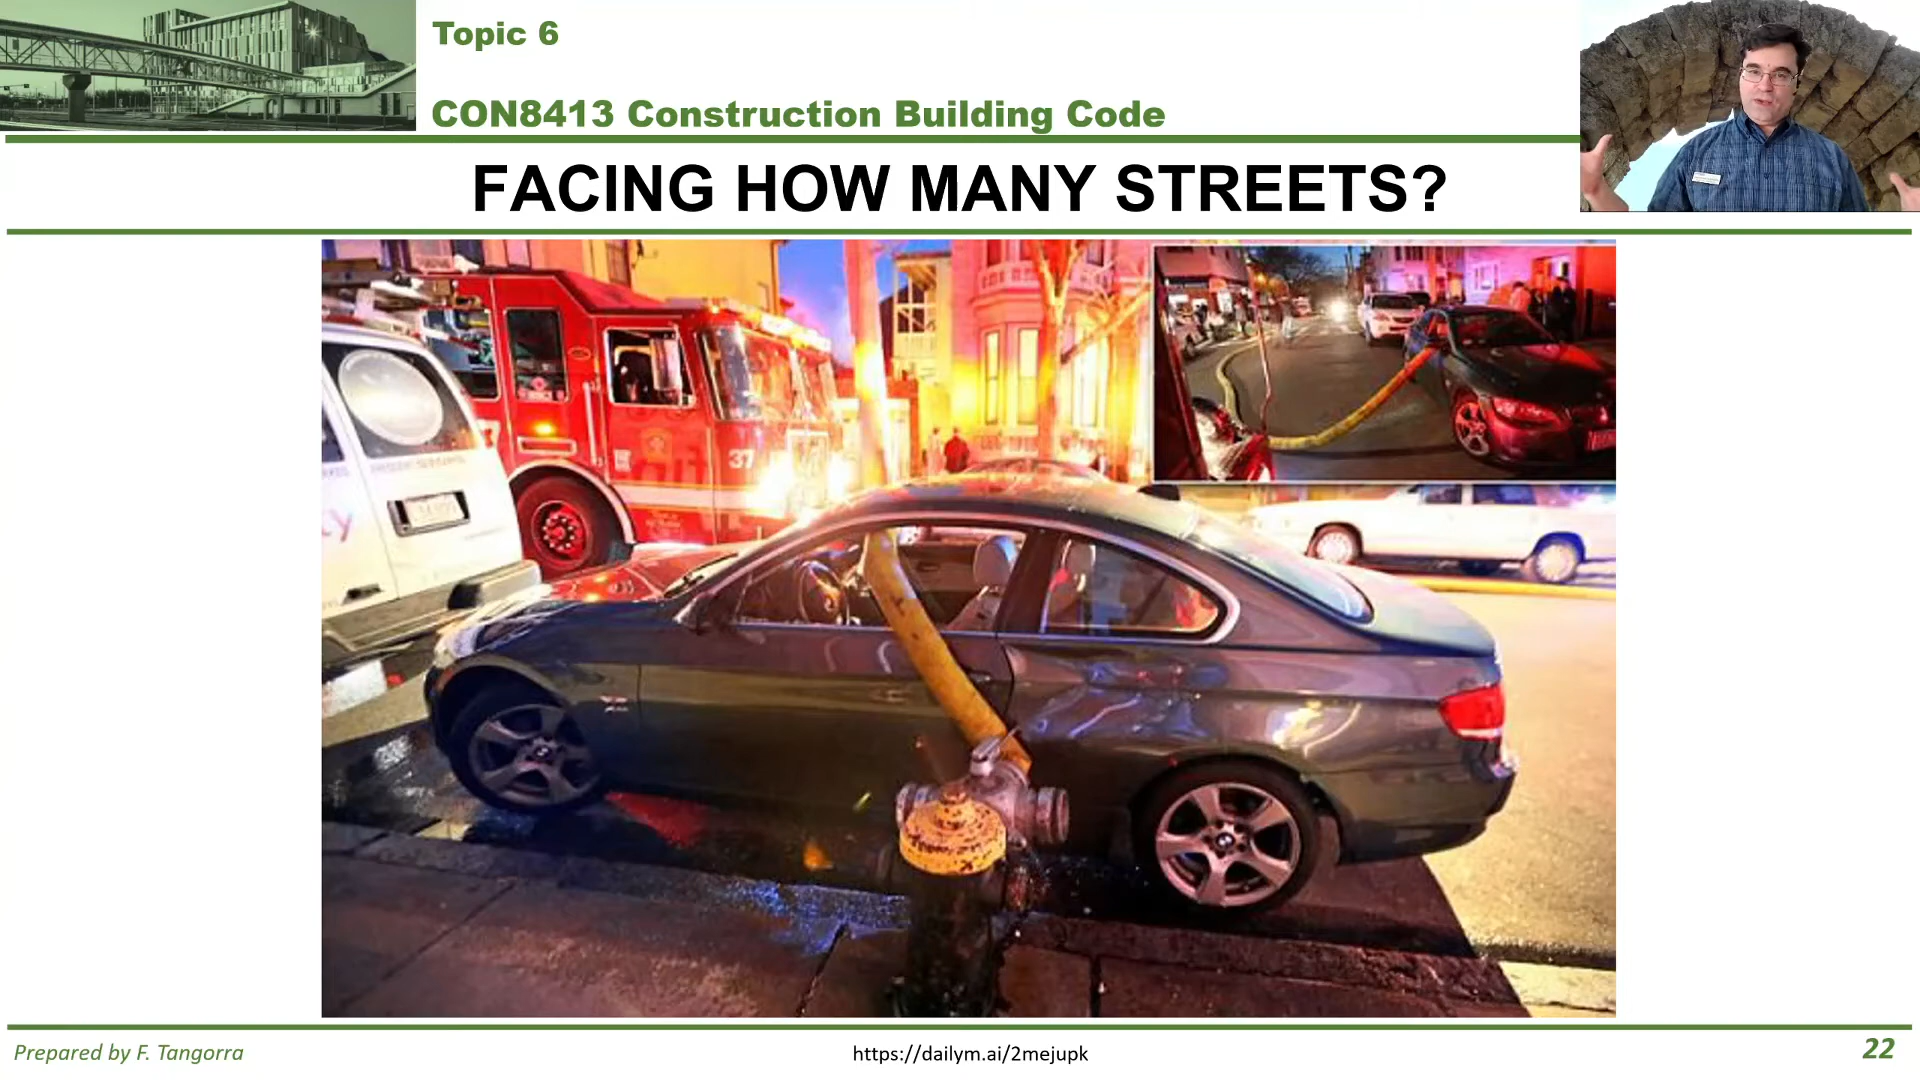 Topic 6
CON8413 Construction Building Code
FACING HOW MANY STREETS?
37
Prepared by F. Tangorra
https://dailym.ai/2mejupk
22